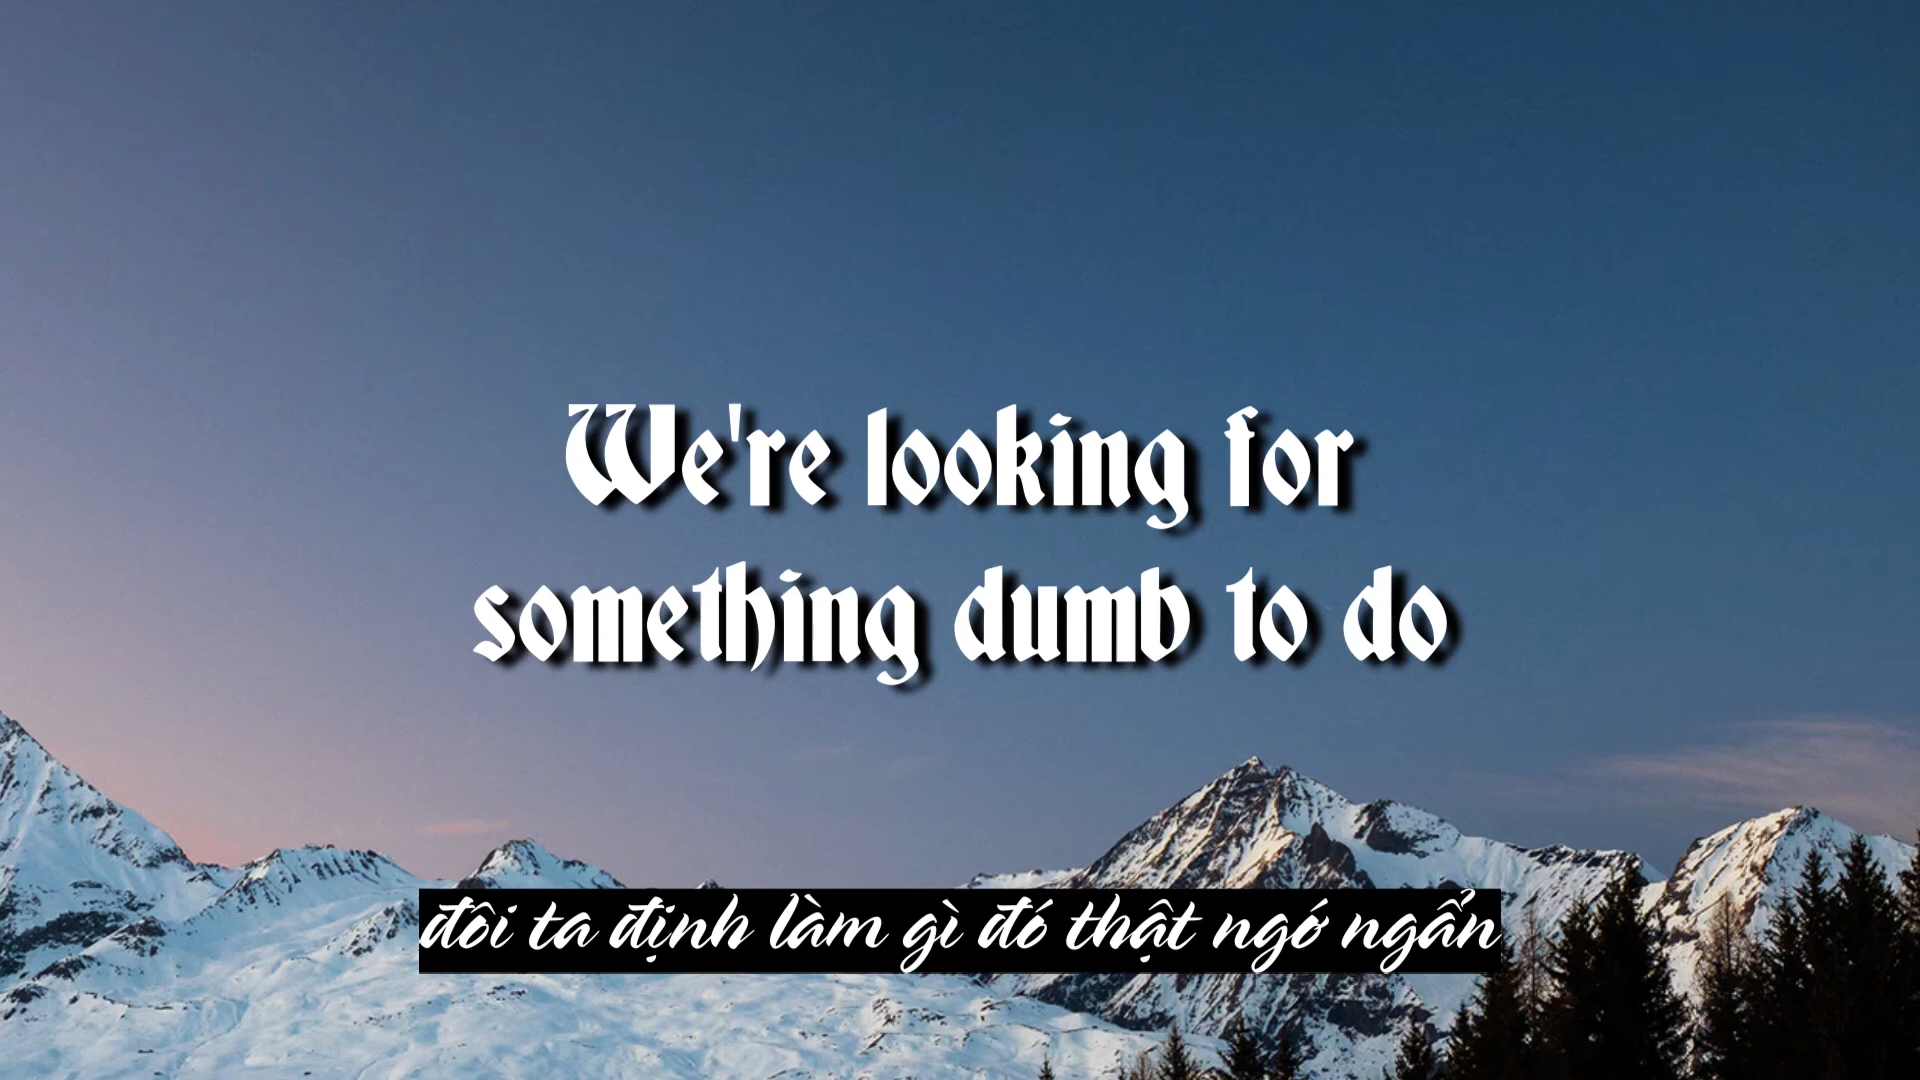 We're looking for
something dumb to do
đôi ta định làm gì đó thật ngớ ngẩn